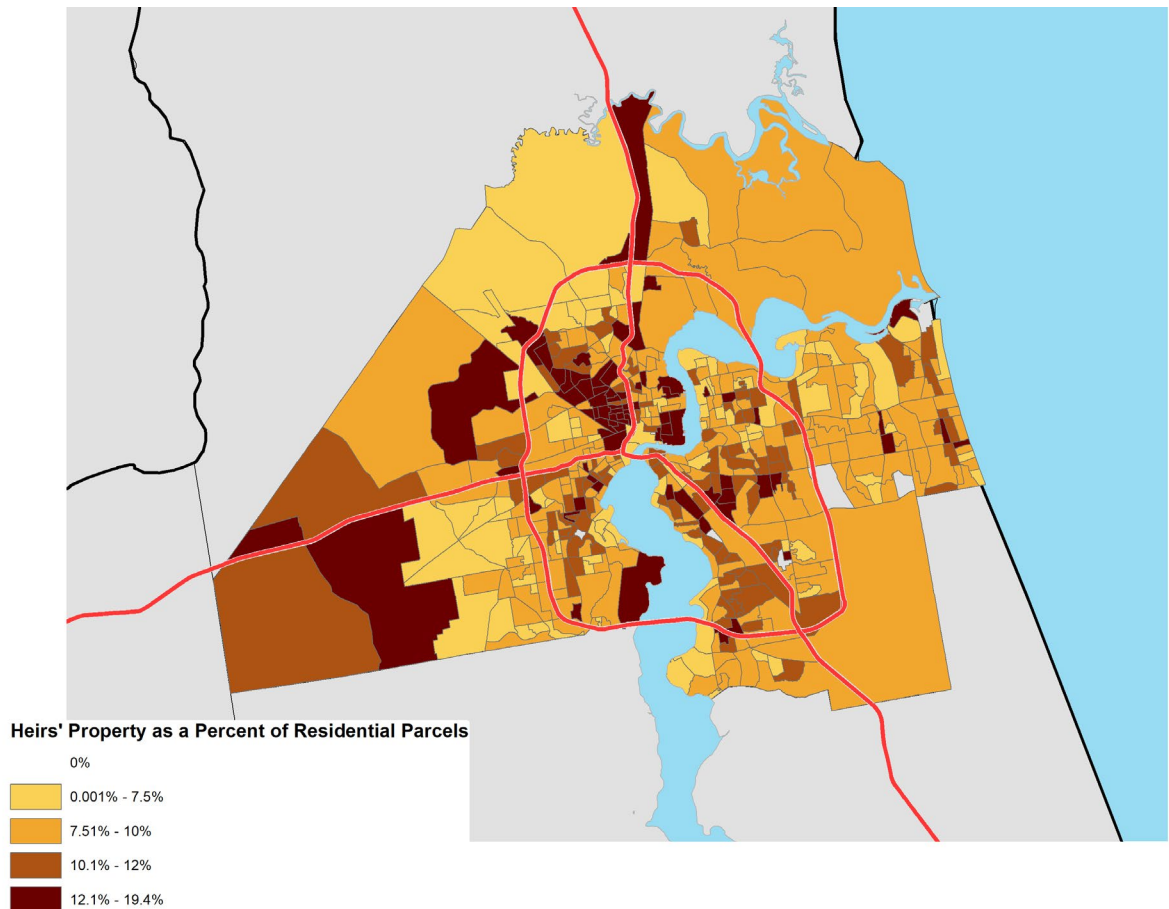 Heirs' Property as a Percent of Residential Parcels
0%
0.001% - 7.5%
7.51% - 10%
10.1% - 12%
12.1% - 19.4%